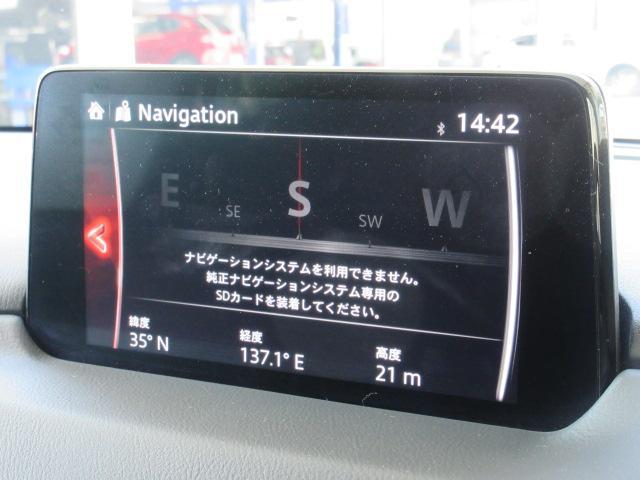 Navigation
14:42
E SE S SW W
ナビゲーションシステムを利用できません。
純正ナビゲーションシステム専用の
SDカードを装着してください。
緯度 経度 高度
35° N 137.1° E 21 m